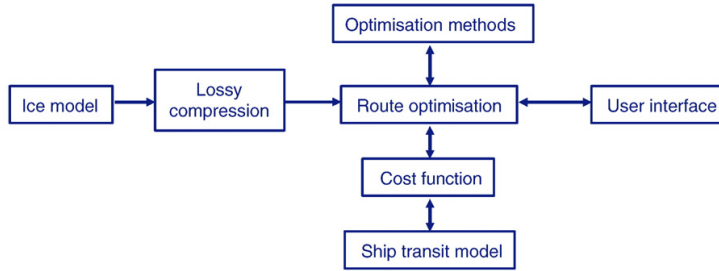 Optimisation methods
Ice model
Lossy
compression
Route optimisation
User interface
Cost function
Ship transit model